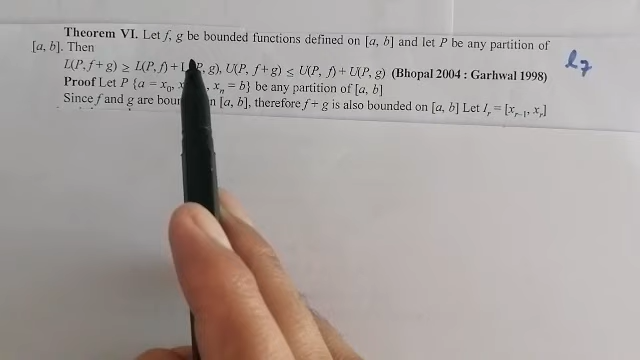 Theorem VI. Let f, g be bounded functions defined on [a, b] and let P be any partition of
[a, b]. Then
L(P, f + g) ≥ L(P, f) + L(P, g), U(P, f + g) ≤ U(P, f) + U(P, g) (Bhopal 2004 : Garhwal 1998)
Proof Let P {a = x₀, xₙ = b} be any partition of [a, b]
Since f and g are bounded on [a, b], therefore f + g is also bounded on [a, b] Let Iᵣ = [xᵣ₋₁, xᵣ]